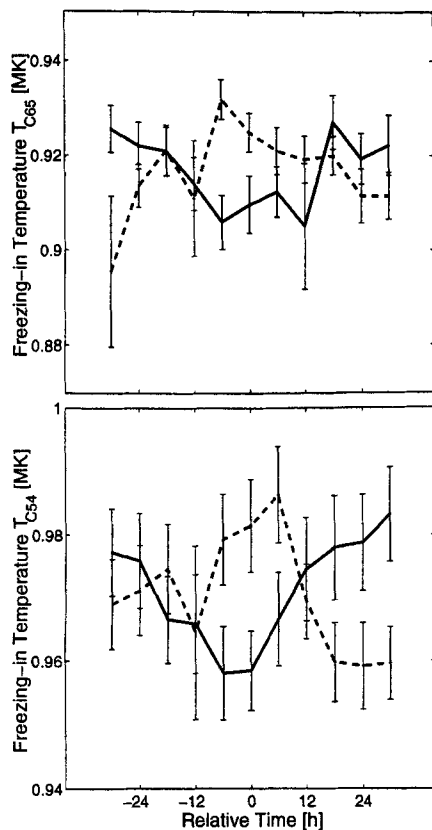 Freezing-in Temperature T_C65 [MK]
0.94
0.92
0.9
0.88
Freezing-in Temperature T_C54 [MK]
1
0.98
0.96
0.94
-24 -12 0 12 24
Relative Time [h]